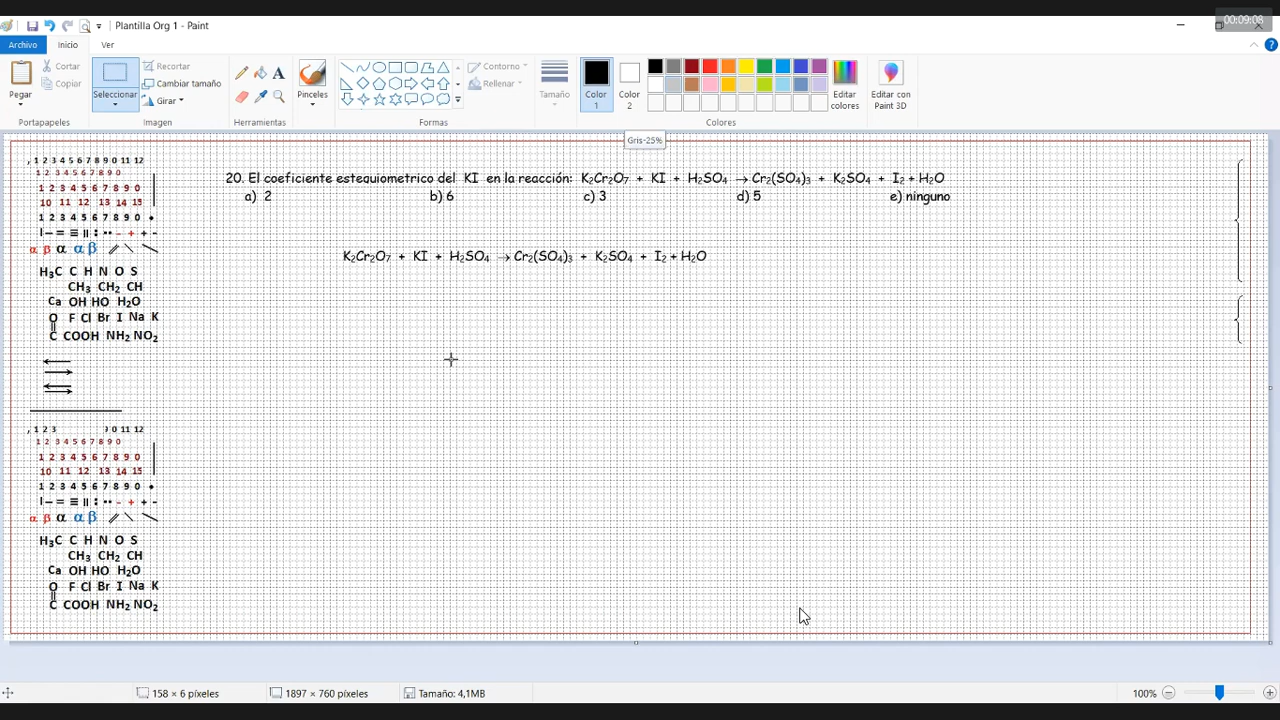 00:09:08
Plantilla Org 1 - Paint
Archivo Inicio Ver
Pegar
Cortar
Copiar
Portapapeles
Seleccionar
Recortar
Cambiar tamaño
Girar
Imagen
A
Herramientas
Pinceles
Contorno
Rellenar
Formas
Tamaño
Color 1
Color 2
Editar colores
Colores
Editar con Paint 3D
Gris-25%
, 1 2 3 4 5 6 7 8 9 0 11 12
1 2 3 4 5 6 7 8 9 0
1 2 3 4 5 6 7 8 9 0
10 11 12 13 14 15
1 2 3 4 5 6 7 8 9 0 •
α β α α β
H₃C C H N O S
CH₃ CH₂ CH
Ca OH HO H₂O
O F Cl Br I Na K
C COOH NH₂ NO₂
20. El coeficiente estequiometrico del KI en la reacción: K₂Cr₂O₇ + KI + H₂SO₄ → Cr₂(SO₄)₃ + K₂SO₄ + I₂ + H₂O
a) 2 b) 6 c) 3 d) 5 e) ninguno
K₂Cr₂O₇ + KI + H₂SO₄ → Cr₂(SO₄)₃ + K₂SO₄ + I₂ + H₂O
, 1 2 3 9 0 11 12
1 2 3 4 5 6 7 8 9 0
1 2 3 4 5 6 7 8 9 0
10 11 12 13 14 15
1 2 3 4 5 6 7 8 9 0 •
α β α α β
H₃C C H N O S
CH₃ CH₂ CH
Ca OH HO H₂O
O F Cl Br I Na K
C COOH NH₂ NO₂
158 × 6 píxeles
1897 × 760 píxeles
Tamaño: 4,1MB
100%